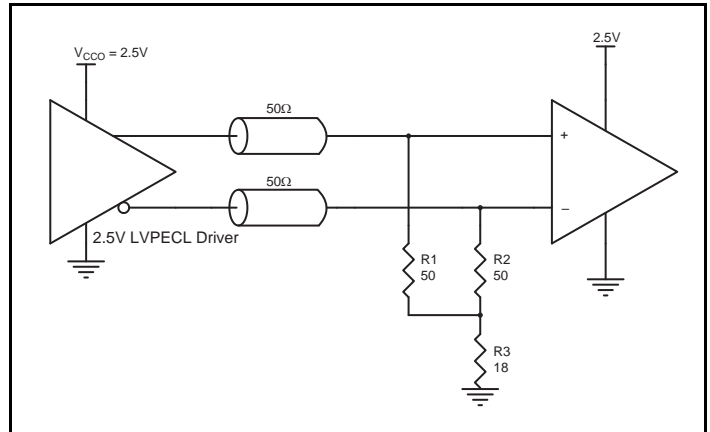 V_CCO = 2.5V
2.5V
50Ω
50Ω
+
−
2.5V LVPECL Driver
R1
50
R2
50
R3
18